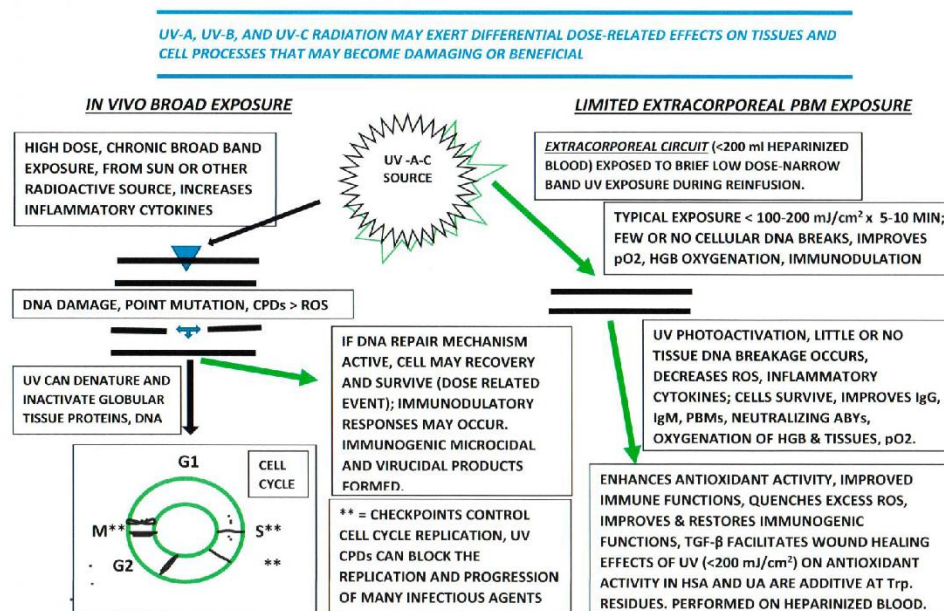 UV-A, UV-B, AND UV-C RADIATION MAY EXERT DIFFERENTIAL DOSE-RELATED EFFECTS ON TISSUES AND
CELL PROCESSES THAT MAY BECOME DAMAGING OR BENEFICIAL
IN VIVO BROAD EXPOSURE
HIGH DOSE, CHRONIC BROAD BAND
EXPOSURE, FROM SUN OR OTHER
RADIOACTIVE SOURCE, INCREASES
INFLAMMATORY CYTOKINES
UV -A-C
SOURCE
LIMITED EXTRACORPOREAL PBM EXPOSURE
EXTRACORPOREAL CIRCUIT (<200 ml HEPARINIZED
BLOOD) EXPOSED TO BRIEF LOW DOSE-NARROW
BAND UV EXPOSURE DURING REINFUSION.
TYPICAL EXPOSURE < 100-200 mJ/cm² x 5-10 MIN;
FEW OR NO CELLULAR DNA BREAKS, IMPROVES
pO2, HGB OXYGENATION, IMMUNODULATION
DNA DAMAGE, POINT MUTATION, CPDs > ROS
UV CAN DENATURE AND
INACTIVATE GLOBULAR
TISSUE PROTEINS, DNA
IF DNA REPAIR MECHANISM
ACTIVE, CELL MAY RECOVERY
AND SURVIVE (DOSE RELATED
EVENT); IMMUNODULATORY
RESPONSES MAY OCCUR.
IMMUNOGENIC MICROCIDAL
AND VIRUCIDAL PRODUCTS
FORMED.
UV PHOTOACTIVATION, LITTLE OR NO
TISSUE DNA BREAKAGE OCCURS,
DECREASES ROS, INFLAMMATORY
CYTOKINES; CELLS SURVIVE, IMPROVES IgG,
IgM, PBMs, NEUTRALIZING ABYs,
OXYGENATION OF HGB & TISSUES, pO2.
G1
CELL
CYCLE
M**
S**
G2
**
** = CHECKPOINTS CONTROL
CELL CYCLE REPLICATION, UV
CPDs CAN BLOCK THE
REPLICATION AND PROGRESSION
OF MANY INFECTIOUS AGENTS
ENHANCES ANTIOXIDANT ACTIVITY, IMPROVED
IMMUNE FUNCTIONS, QUENCHES EXCESS ROS,
IMPROVES & RESTORES IMMUNOGENIC
FUNCTIONS, TGF-β FACILITATES WOUND HEALING
EFFECTS OF UV (<200 mJ/cm²) ON ANTIOXIDANT
ACTIVITY IN HSA AND UA ARE ADDITIVE AT Trp.
RESIDUES. PERFORMED ON HEPARINIZED BLOOD.